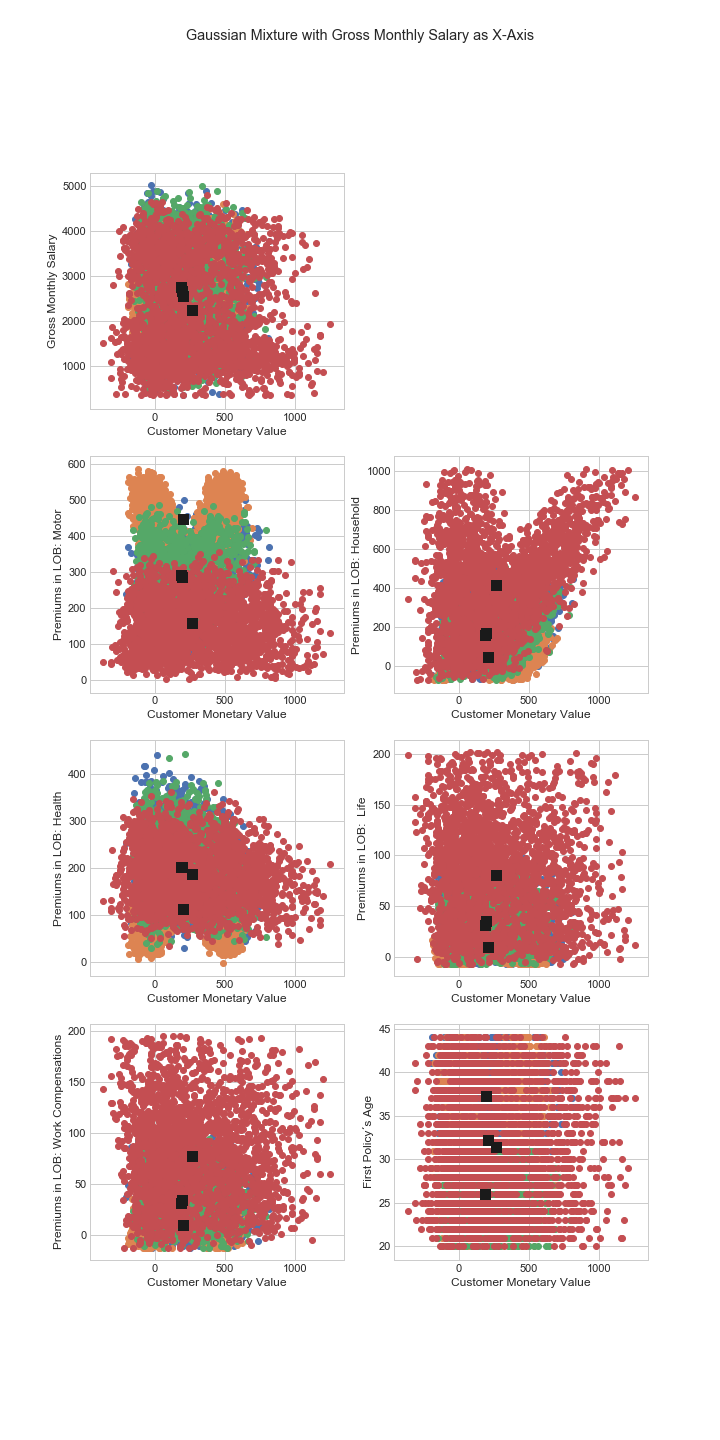 Gaussian Mixture with Gross Monthly Salary as X-Axis
5000
4000
3000
2000
1000
Gross Monthly Salary
0 500 1000
Customer Monetary Value
600
500
400
300
200
100
0
Premiums in LOB: Motor
0 500 1000
Customer Monetary Value
1000
800
600
400
200
0
Premiums in LOB: Household
0 500 1000
Customer Monetary Value
400
300
200
100
0
Premiums in LOB: Health
0 500 1000
Customer Monetary Value
200
150
100
50
0
Premiums in LOB:  Life
0 500 1000
Customer Monetary Value
200
150
100
50
0
Premiums in LOB: Work Compensations
0 500 1000
Customer Monetary Value
45
40
35
30
25
20
First Policy´s Age
0 500 1000
Customer Monetary Value